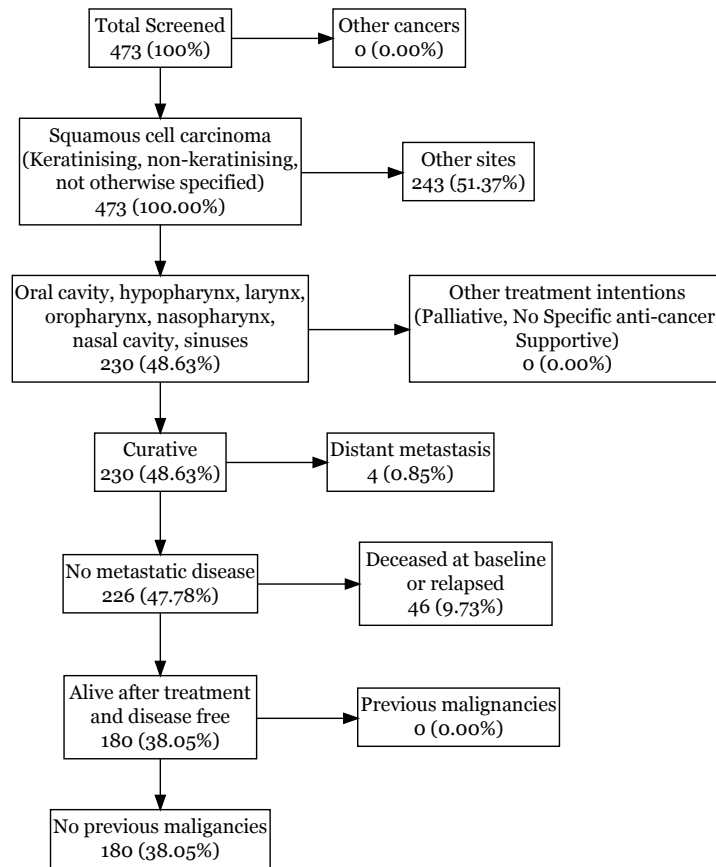 Total Screened
473 (100%)
Other cancers
0 (0.00%)
Squamous cell carcinoma
(Keratinising, non-keratinising,
not otherwise specified)
473 (100.00%)
Other sites
243 (51.37%)
Oral cavity, hypopharynx, larynx,
oropharynx, nasopharynx,
nasal cavity, sinuses
230 (48.63%)
Other treatment intentions
(Palliative, No Specific anti-cancer
Supportive)
0 (0.00%)
Curative
230 (48.63%)
Distant metastasis
4 (0.85%)
No metastatic disease
226 (47.78%)
Deceased at baseline
or relapsed
46 (9.73%)
Alive after treatment
and disease free
180 (38.05%)
Previous malignancies
0 (0.00%)
No previous maligancies
180 (38.05%)